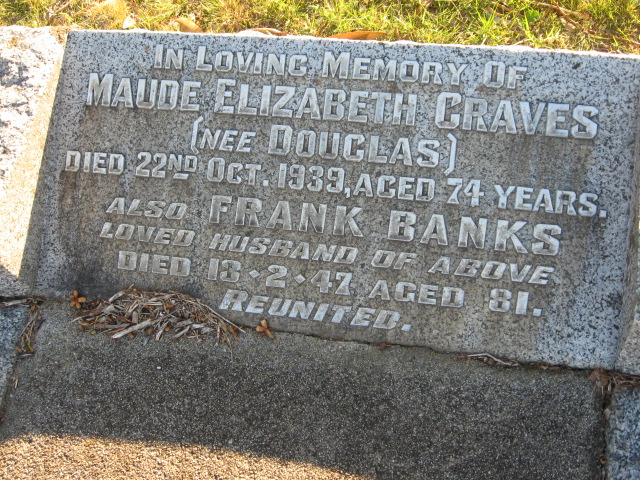 IN LOVING MEMORY OF
MAUDE ELIZABETH GRAVES
(NEE DOUGLAS)
DIED 22ND OCT. 1939, AGED 74 YEARS.
ALSO FRANK BANKS
LOVED HUSBAND OF ABOVE
DIED 13•2•47, AGED 81.
REUNITED.